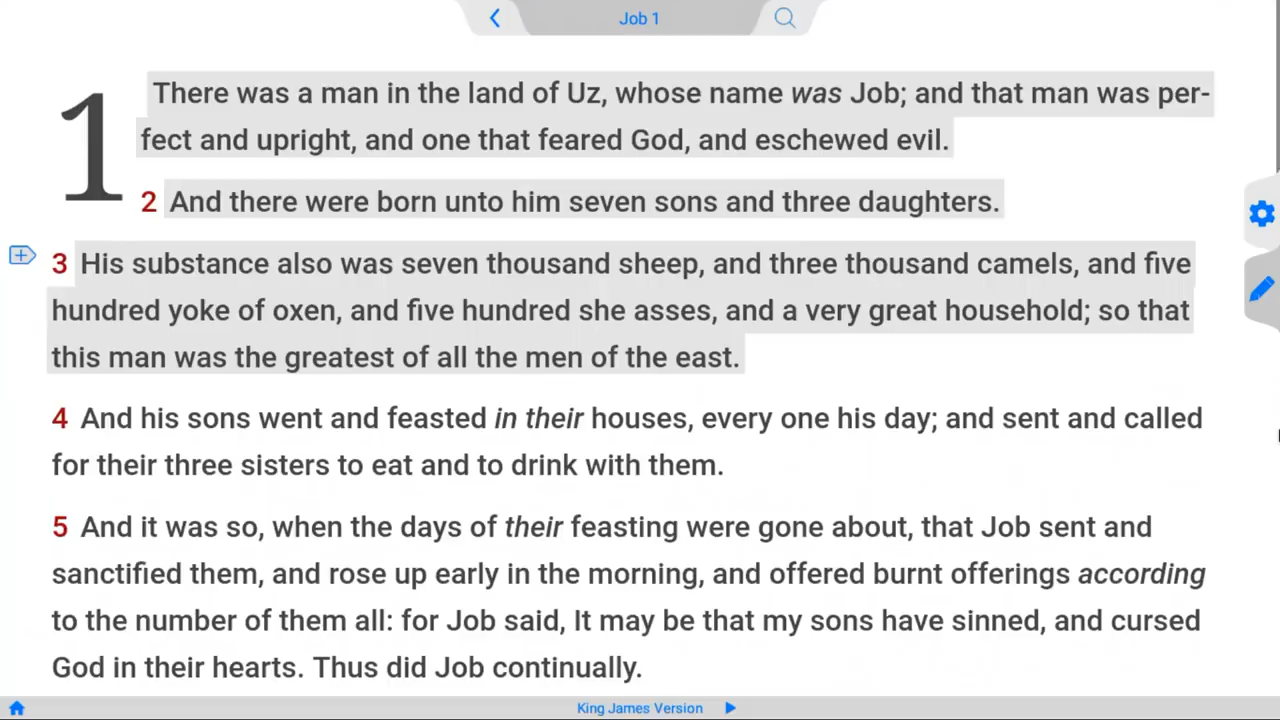 Job 1
1 There was a man in the land of Uz, whose name was Job; and that man was per-
fect and upright, and one that feared God, and eschewed evil.
2 And there were born unto him seven sons and three daughters.
3 His substance also was seven thousand sheep, and three thousand camels, and five
hundred yoke of oxen, and five hundred she asses, and a very great household; so that
this man was the greatest of all the men of the east.
4 And his sons went and feasted in their houses, every one his day; and sent and called
for their three sisters to eat and to drink with them.
5 And it was so, when the days of their feasting were gone about, that Job sent and
sanctified them, and rose up early in the morning, and offered burnt offerings according
to the number of them all: for Job said, It may be that my sons have sinned, and cursed
God in their hearts. Thus did Job continually.
King James Version